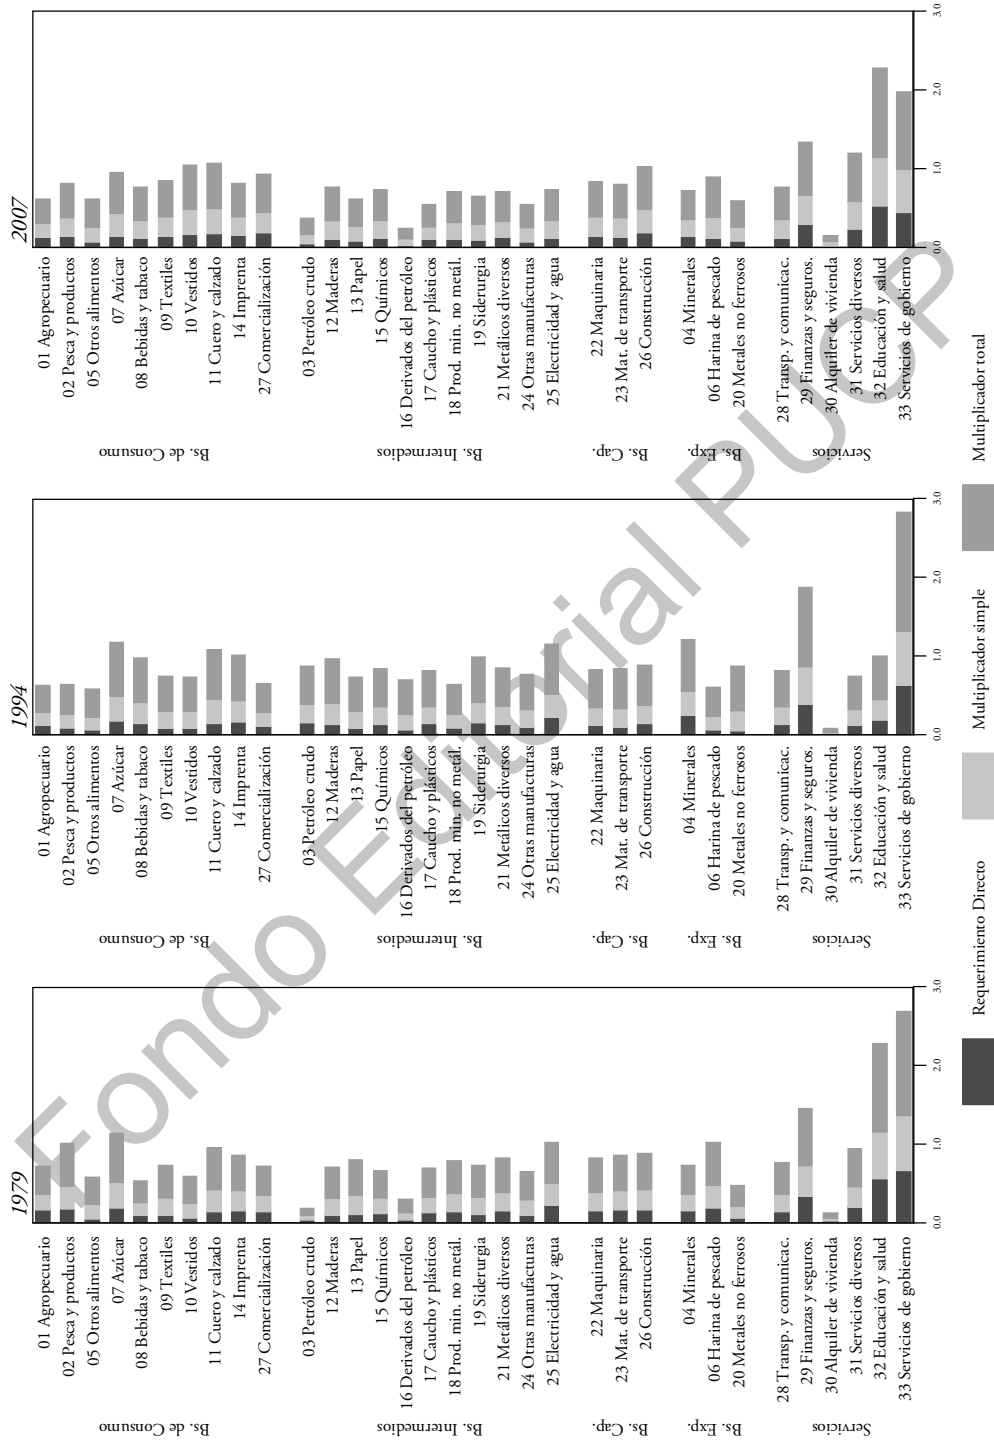 2007
01 Agropecuario
02 Pesca y productos
05 Otros alimentos
07 Azúcar
08 Bebidas y tabaco
09 Textiles
10 Vestidos
11 Cuero y calzado
14 Imprenta
27 Comercialización
03 Petróleo crudo
12 Maderas
13 Papel
15 Químicos
16 Derivados del petróleo
17 Caucho y plásticos
18 Prod. min. no metál.
19 Siderurgia
21 Metálicos diversos
24 Otras manufacturas
25 Electricidad y agua
22 Maquinaria
23 Mat. de transporte
26 Construcción
04 Minerales
06 Harina de pescado
20 Metales no ferrosos
28 Transp. y comunicac.
29 Finanzas y seguros.
30 Alquiler de vivienda
31 Servicios diversos
32 Educación y salud
33 Servicios de gobierno
Bs. de Consumo
Bs. Intermedios
Bs. Cap.
Bs. Exp.
Servicios
0.0
1.0
2.0
3.0
1994
01 Agropecuario
02 Pesca y productos
05 Otros alimentos
07 Azúcar
08 Bebidas y tabaco
09 Textiles
10 Vestidos
11 Cuero y calzado
14 Imprenta
27 Comercialización
03 Petróleo crudo
12 Maderas
13 Papel
15 Químicos
16 Derivados del petróleo
17 Caucho y plásticos
18 Prod. min. no metál.
19 Siderurgia
21 Metálicos diversos
24 Otras manufacturas
25 Electricidad y agua
22 Maquinaria
23 Mat. de transporte
26 Construcción
04 Minerales
06 Harina de pescado
20 Metales no ferrosos
28 Transp. y comunicac.
29 Finanzas y seguros.
30 Alquiler de vivienda
31 Servicios diversos
32 Educación y salud
33 Servicios de gobierno
Bs. de Consumo
Bs. Intermedios
Bs. Cap.
Bs. Exp.
Servicios
0.0
1.0
2.0
3.0
1979
01 Agropecuario
02 Pesca y productos
05 Otros alimentos
07 Azúcar
08 Bebidas y tabaco
09 Textiles
10 Vestidos
11 Cuero y calzado
14 Imprenta
27 Comercialización
03 Petróleo crudo
12 Maderas
13 Papel
15 Químicos
16 Derivados del petróleo
17 Caucho y plásticos
18 Prod. min. no metál.
19 Siderurgia
21 Metálicos diversos
24 Otras manufacturas
25 Electricidad y agua
22 Maquinaria
23 Mat. de transporte
26 Construcción
04 Minerales
06 Harina de pescado
20 Metales no ferrosos
28 Transp. y comunicac.
29 Finanzas y seguros.
30 Alquiler de vivienda
31 Servicios diversos
32 Educación y salud
33 Servicios de gobierno
Bs. de Consumo
Bs. Intermedios
Bs. Cap.
Bs. Exp.
Servicios
0.0
1.0
2.0
3.0
Requerimiento Directo
Multiplicador simple
Multiplicador total
Fondo Editorial PUCP